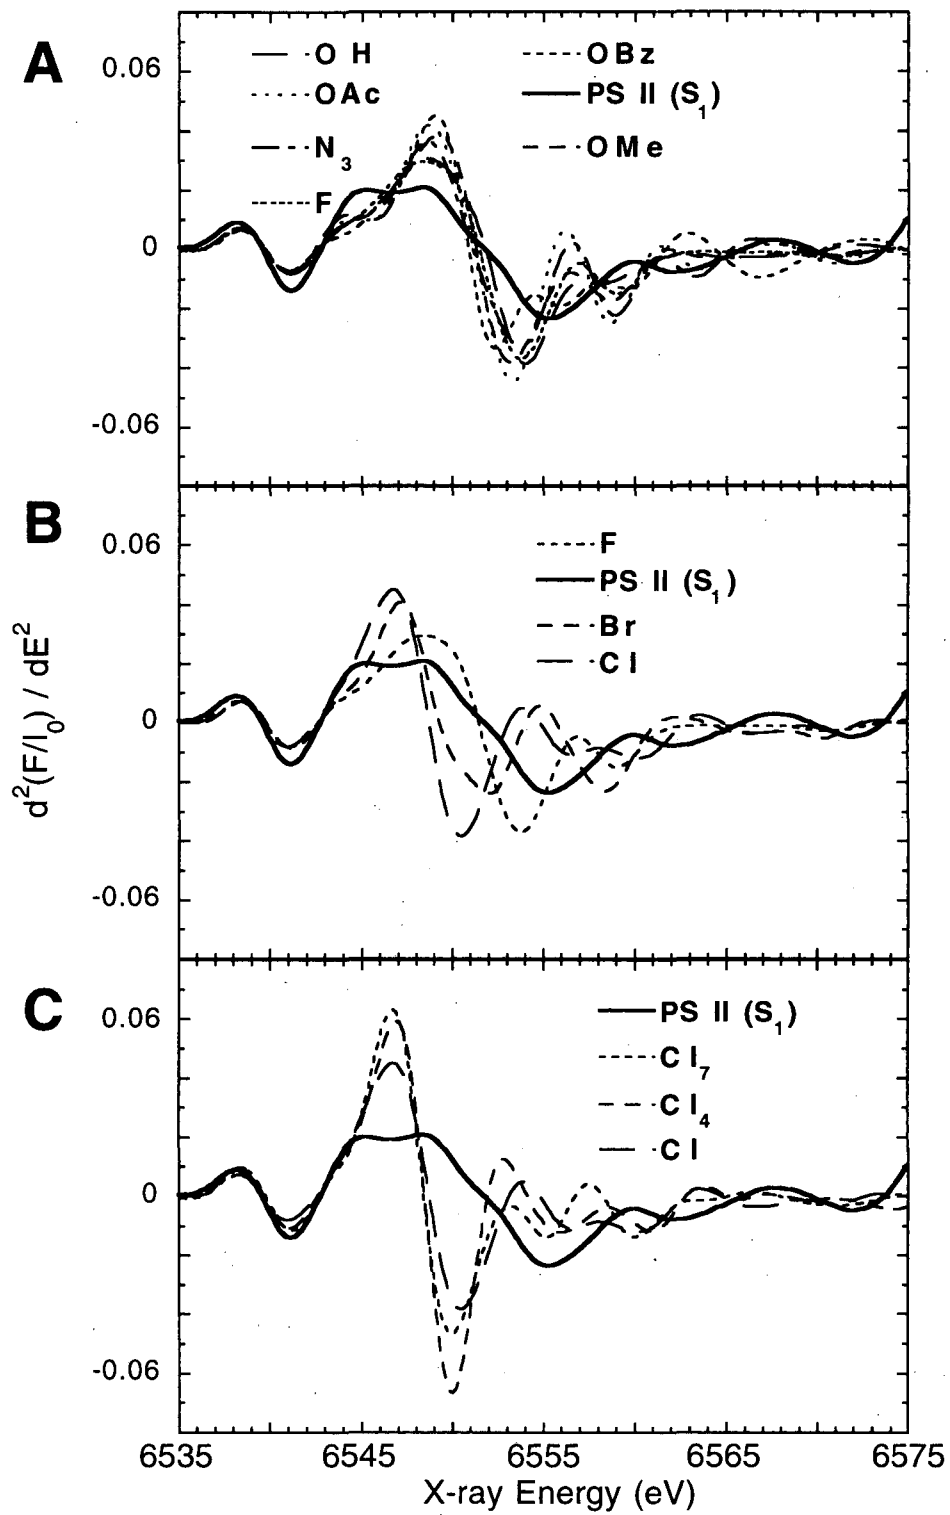 A
0.06
O H
OBz
OAc
PS II (S1)
N3
OMe
F
0
-0.06
B
0.06
F
PS II (S1)
Br
Cl
0
-0.06
d2(F/I0) / dE2
C
0.06
PS II (S1)
Cl7
Cl4
Cl
0
-0.06
6535 6545 6555 6565 6575
X-ray Energy (eV)